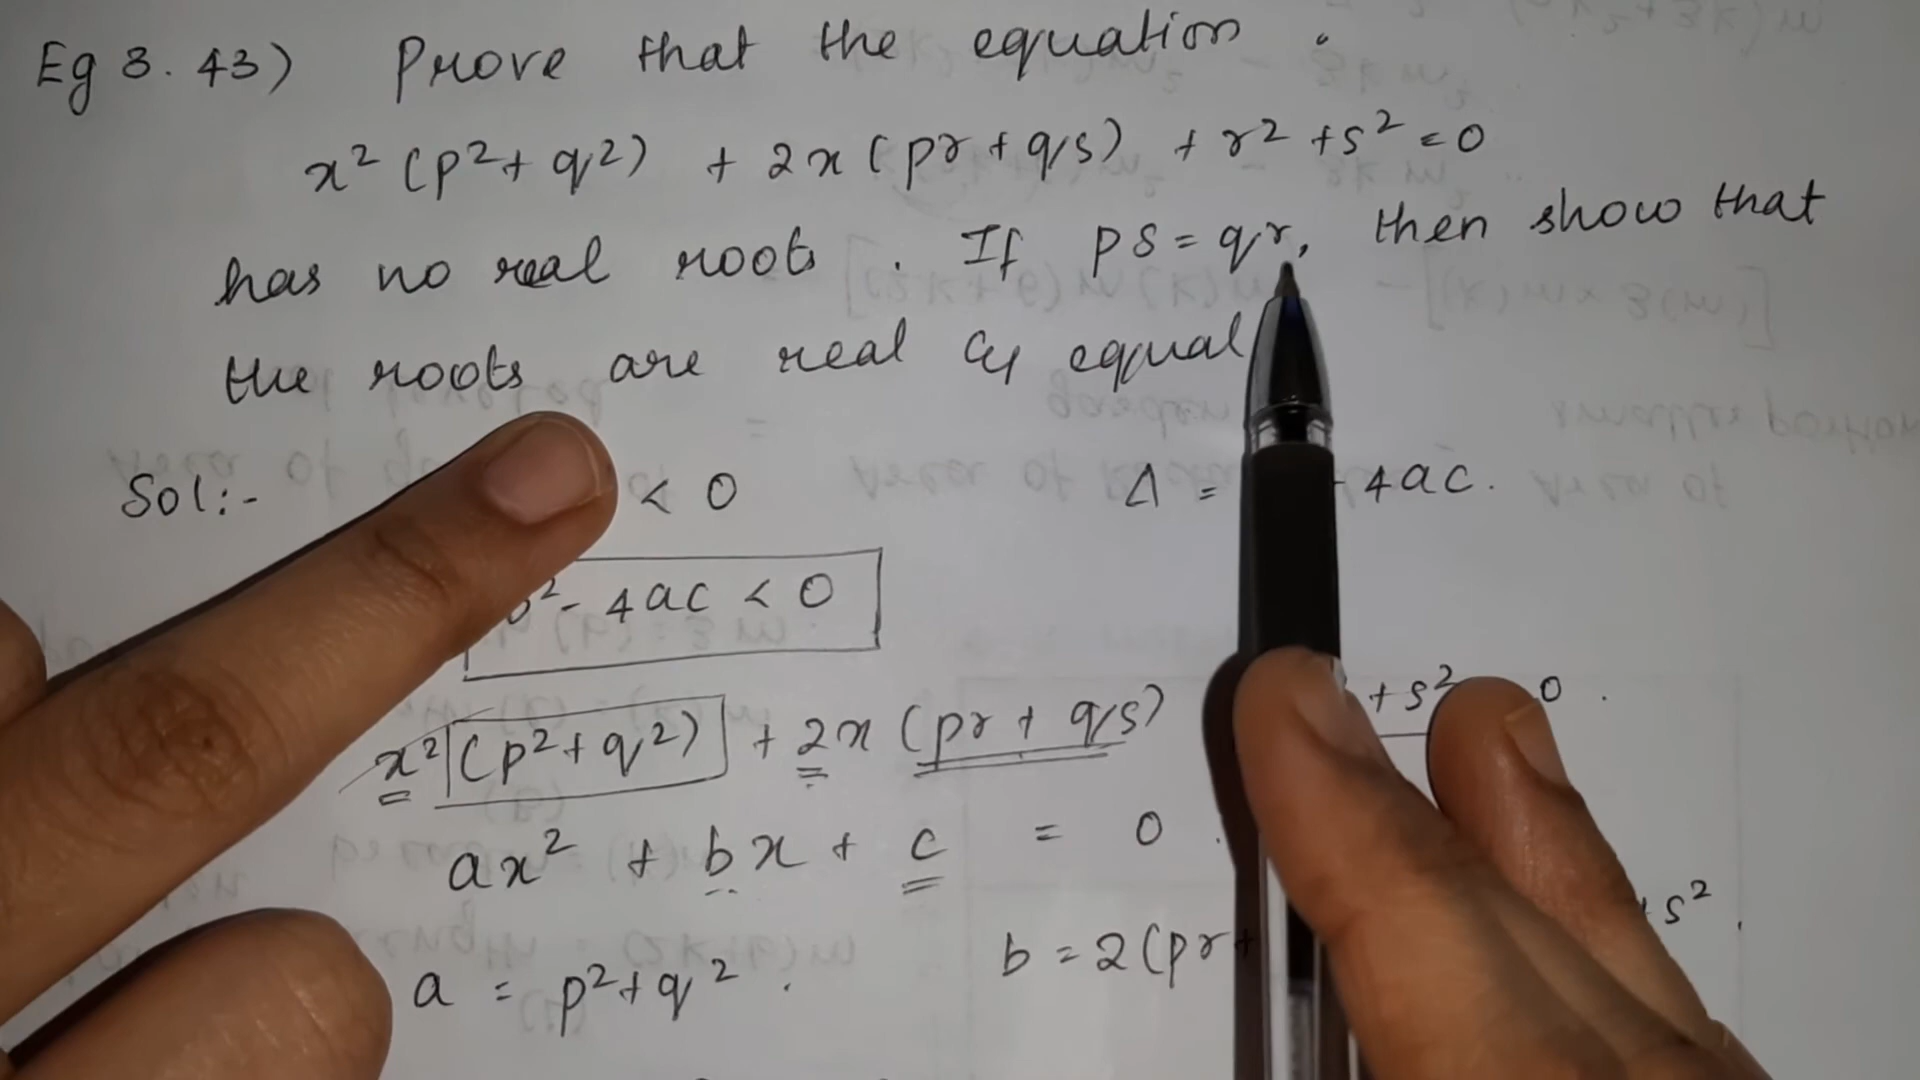 Eg 3.43) Prove that the equation.
x² (p²+ q²) + 2x (pr + qs) + r² + s² = 0
has no real roots. If ps = qr, then show that
the roots are real & equal
Sol:- < 0 Δ = - 4ac.
b² - 4ac < 0
x² (p²+ q²) + 2x (pr + qs) + s² 0.
ax² + bx + c = 0.
a = p²+ q². b = 2(pr+ + s².